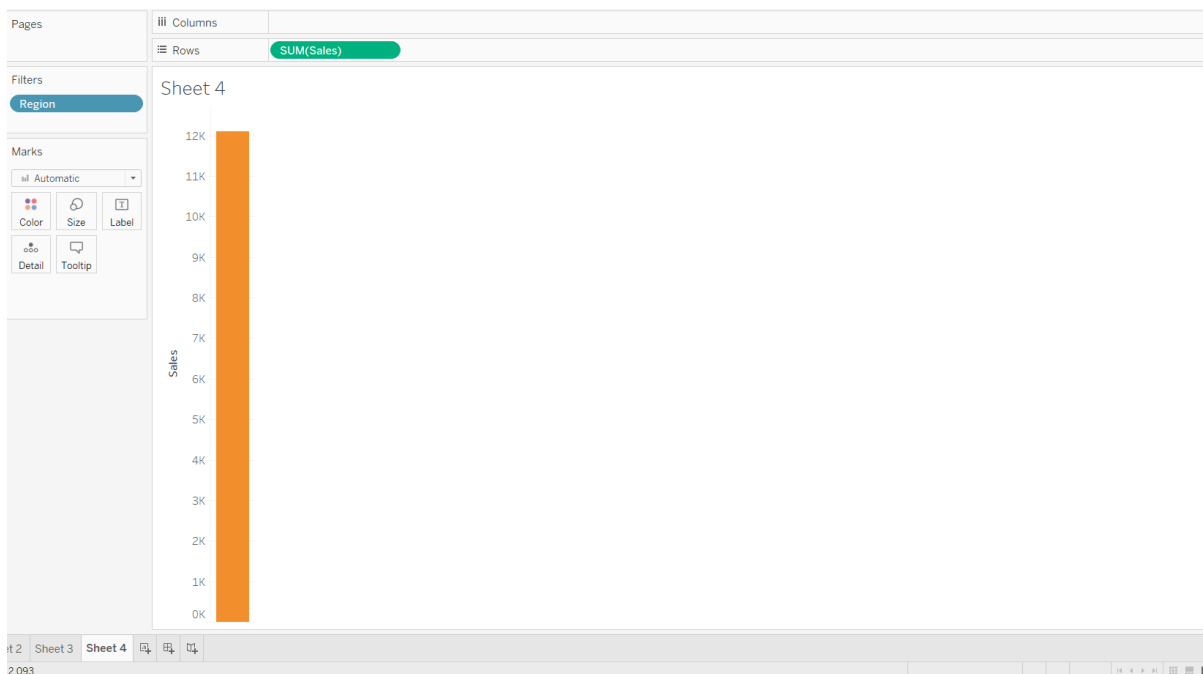 Pages
Columns
Rows SUM(Sales)
Filters
Region
Marks
Automatic
Color Size Label
Detail Tooltip
Sheet 4
12K
11K
10K
9K
8K
7K
6K
5K
4K
3K
2K
1K
0K
Sales
et 2 Sheet 3 Sheet 4
2,093